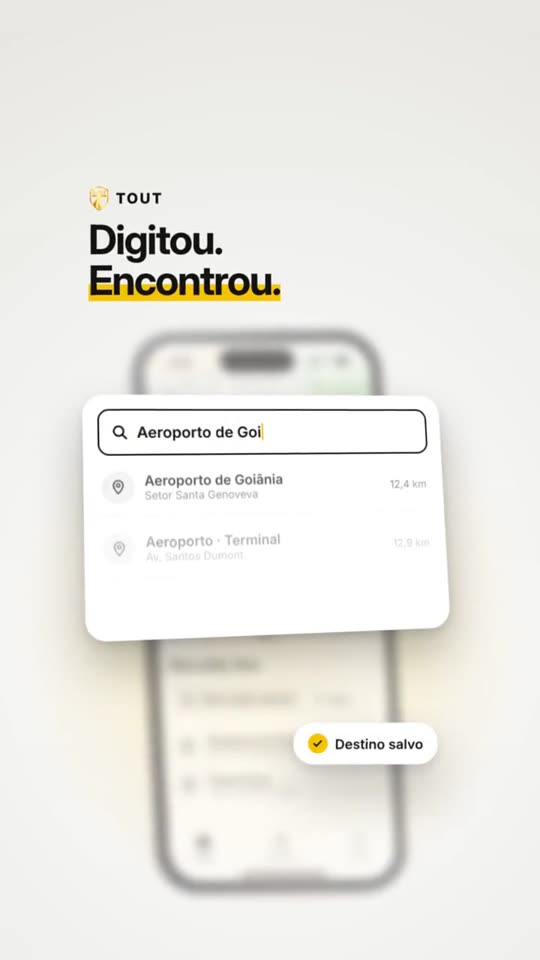 TOUT
Digitou.
Encontrou.
Aeroporto de Goi
Aeroporto de Goiânia
12,4 km
Setor Santa Genoveva
Aeroporto · Terminal
12,9 km
Av. Santos Dumont
Destino salvo